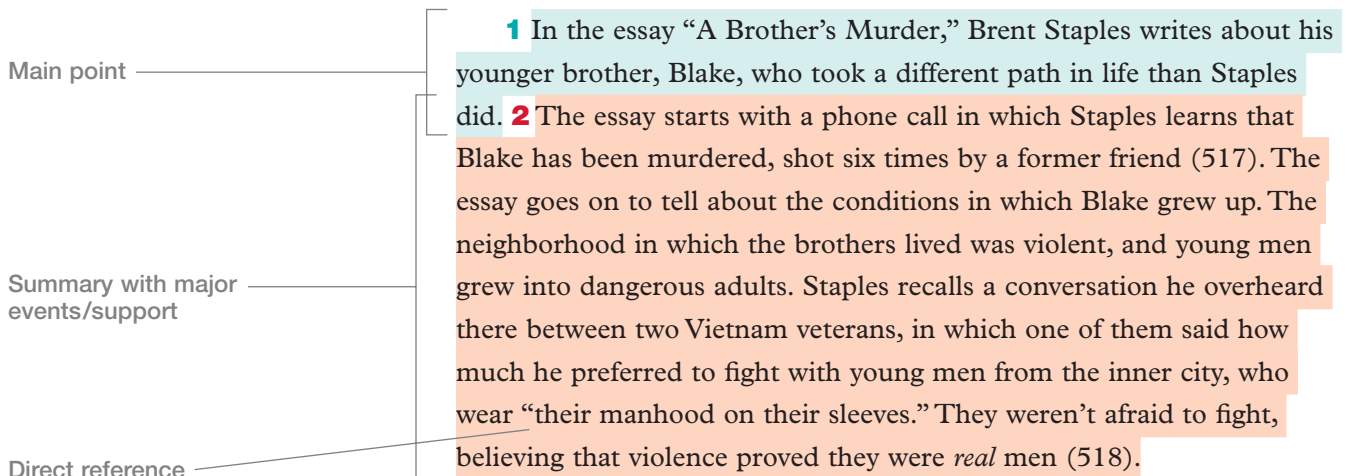 Main point
1 In the essay “A Brother’s Murder,” Brent Staples writes about his
younger brother, Blake, who took a different path in life than Staples
did. 2 The essay starts with a phone call in which Staples learns that
Blake has been murdered, shot six times by a former friend (517). The
essay goes on to tell about the conditions in which Blake grew up. The
neighborhood in which the brothers lived was violent, and young men
Summary with major
events/support
grew into dangerous adults. Staples recalls a conversation he overheard
there between two Vietnam veterans, in which one of them said how
much he preferred to fight with young men from the inner city, who
wear “their manhood on their sleeves.” They weren’t afraid to fight,
believing that violence proved they were real men (518).
Direct reference